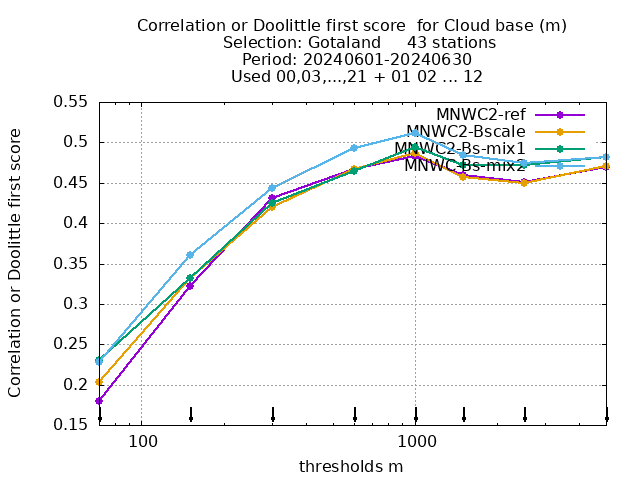 Correlation or Doolittle first score  for Cloud base (m)
Selection: Gotaland     43 stations
Period: 20240601-20240630
Used 00,03,...,21 + 01 02 ... 12
MNWC2-ref
MNWC2-Bscale
MNWC2-Bs-mix1
MNWC-Bs-mix2
Correlation or Doolittle first score
0.55
0.5
0.45
0.4
0.35
0.3
0.25
0.2
0.15
100
1000
thresholds m